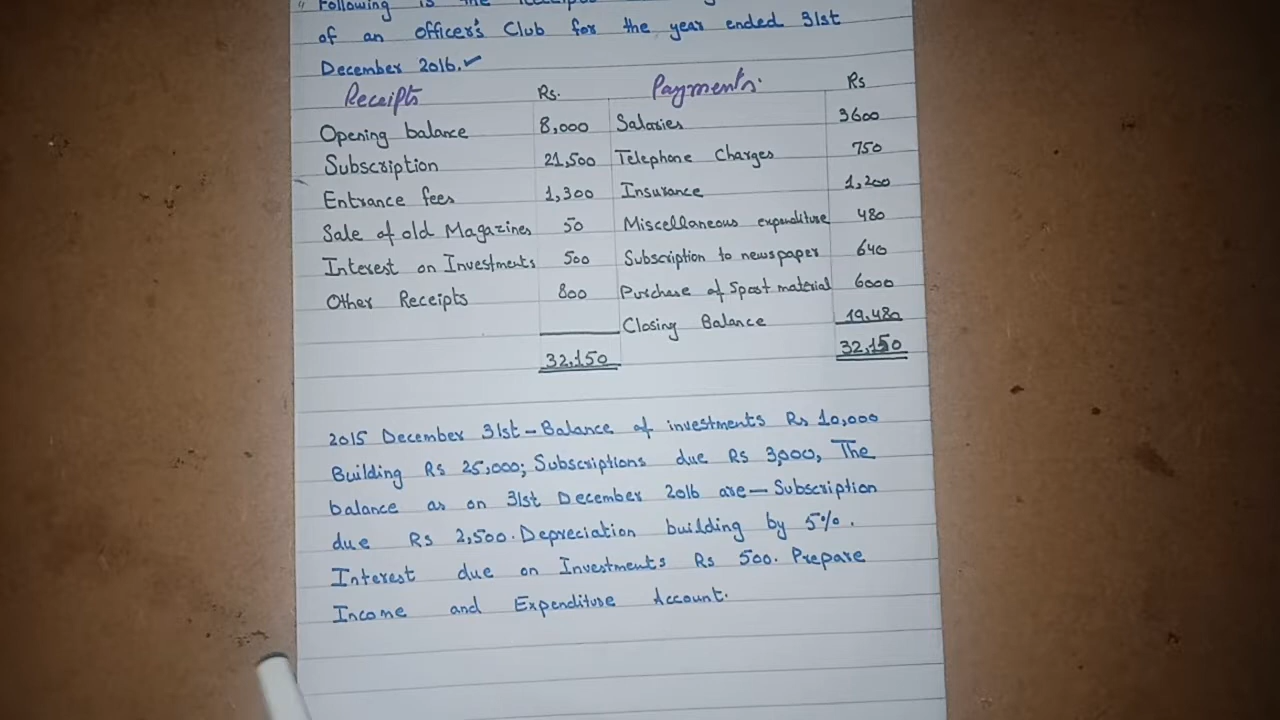 " Following is the Receipts
of an Officer's Club for the year ended 31st
December 2016.
Receipts Rs. Payments. Rs
Opening balance 8,000 Salaries 3600
Subscription 21,500 Telephone Charges 750
Entrance fees 1,300 Insurance 1,200
Sale of old Magazines 50 Miscellaneous expenditure 480
Interest on Investments 500 Subscription to newspaper 640
Other Receipts 800 Purchase of Sport material 6000
Closing Balance 19,480
32,150 32,150
2015 December 31st - Balance of investments Rs 10,000
Building Rs 25,000; Subscriptions due Rs 3,000, The
balance as on 31st December 2016 are - Subscription
due Rs 2,500. Depreciation building by 5%.
Interest due on Investments Rs 500. Prepare
Income and Expenditure Account.